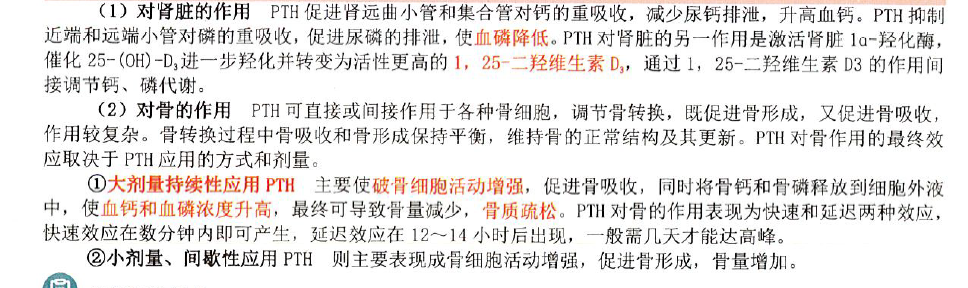 （1）对肾脏的作用 PTH 促进肾远曲小管和集合管对钙的重吸收，减少尿钙排泄，升高血钙。PTH 抑制
近端和远端小管对磷的重吸收，促进尿磷的排泄，使血磷降低。PTH 对肾脏的另一作用是激活肾脏 1α-羟化酶，
催化 25-(OH)-D₃进一步羟化并转变为活性更高的 1，25-二羟维生素 D₃，通过 1，25-二羟维生素 D3 的作用间
接调节钙、磷代谢。
（2）对骨的作用 PTH 可直接或间接作用于各种骨细胞，调节骨转换，既促进骨形成，又促进骨吸收，
作用较复杂。骨转换过程中骨吸收和骨形成保持平衡，维持骨的正常结构及其更新。PTH 对骨作用的最终效
应取决于 PTH 应用的方式和剂量。
①大剂量持续性应用 PTH 主要使破骨细胞活动增强，促进骨吸收，同时将骨钙和骨磷释放到细胞外液
中，使血钙和血磷浓度升高，最终可导致骨量减少，骨质疏松。PTH 对骨的作用表现为快速和延迟两种效应，
快速效应在数分钟内即可产生，延迟效应在 12～14 小时后出现，一般需几天才能达高峰。
②小剂量、间歇性应用 PTH 则主要表现成骨细胞活动增强，促进骨形成，骨量增加。